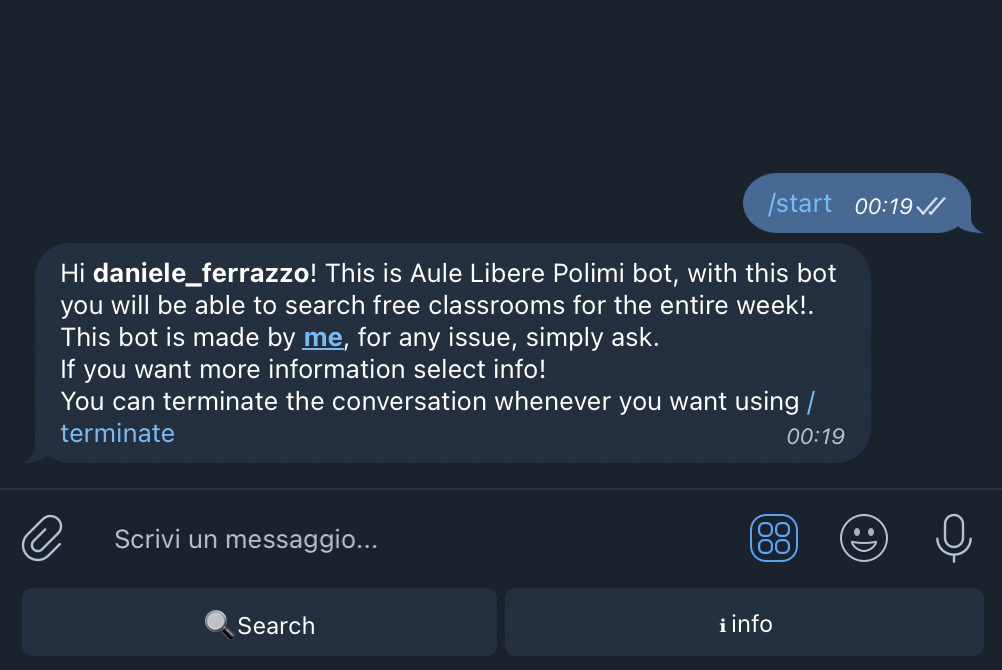 /start 00:19
Hi daniele_ferrazzo! This is Aule Libere Polimi bot, with this bot
you will be able to search free classrooms for the entire week!.
This bot is made by me, for any issue, simply ask.
If you want more information select info!
You can terminate the conversation whenever you want using /
terminate 00:19
Scrivi un messaggio...
Search
i info